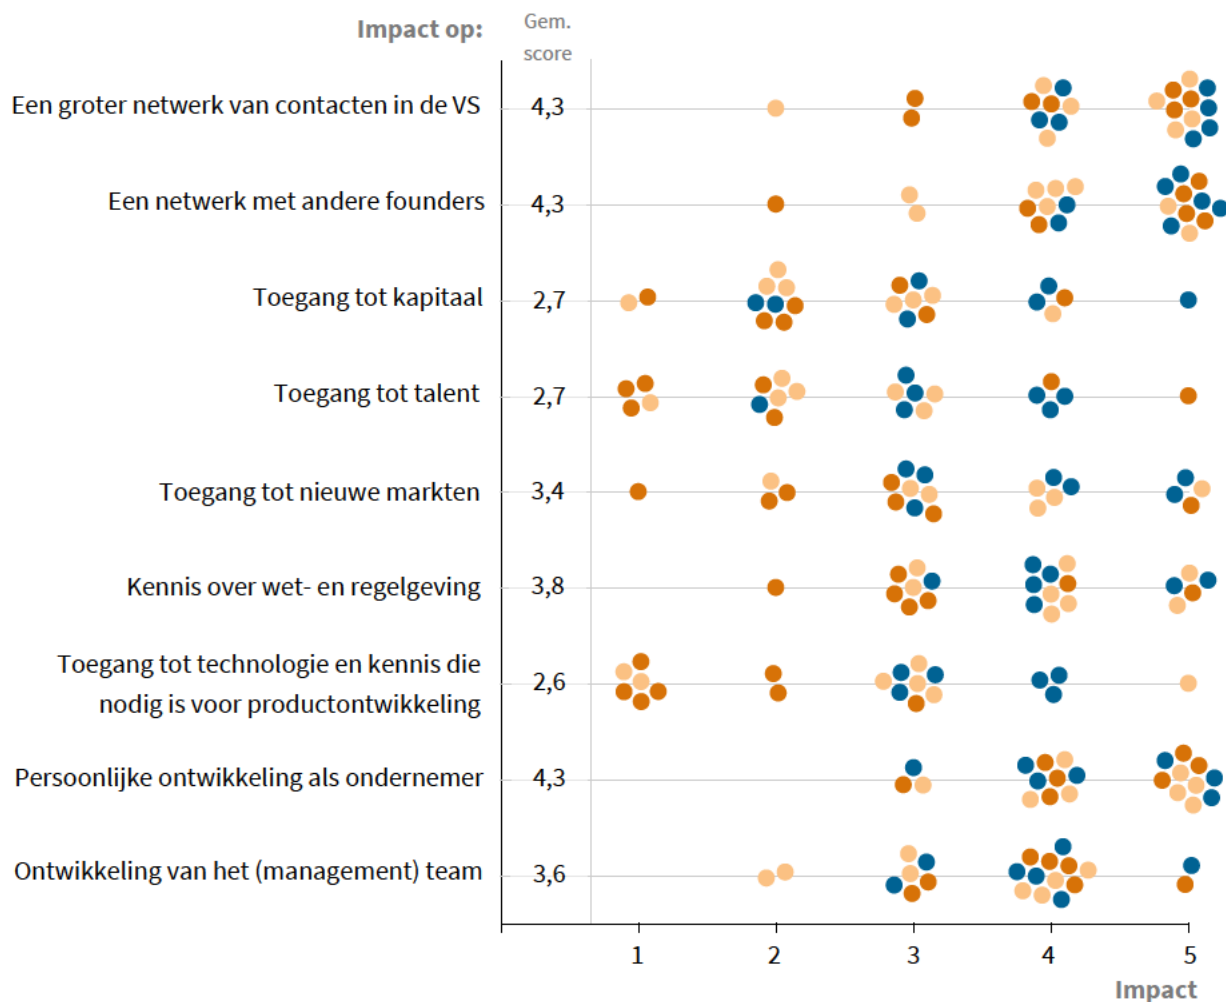 Impact op:
Gem.
score
Een groter netwerk van contacten in de VS
4,3
Een netwerk met andere founders
4,3
Toegang tot kapitaal
2,7
Toegang tot talent
2,7
Toegang tot nieuwe markten
3,4
Kennis over wet- en regelgeving
3,8
Toegang tot technologie en kennis die
nodig is voor productontwikkeling
2,6
Persoonlijke ontwikkeling als ondernemer
4,3
Ontwikkeling van het (management) team
3,6
1 2 3 4 5
Impact